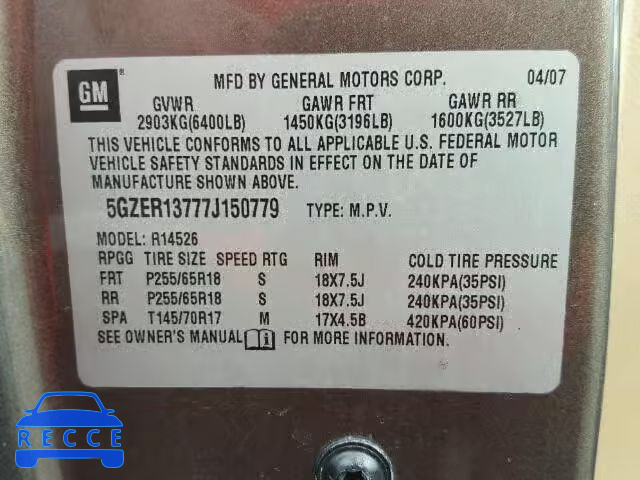 GM ®
MFD BY GENERAL MOTORS CORP. 04/07
GVWR GAWR FRT GAWR RR
2903KG(6400LB) 1450KG(3196LB) 1600KG(3527LB)
THIS VEHICLE CONFORMS TO ALL APPLICABLE U.S. FEDERAL MOTOR
VEHICLE SAFETY STANDARDS IN EFFECT ON THE DATE OF
MANUFACTURE SHOWN ABOVE.
5GZER13777J150779 TYPE: M.P.V.
MODEL: R14526
RPGG TIRE SIZE SPEED RTG RIM COLD TIRE PRESSURE
FRT P255/65R18 S 18X7.5J 240KPA(35PSI)
RR P255/65R18 S 18X7.5J 240KPA(35PSI)
SPA T145/70R17 M 17X4.5B 420KPA(60PSI)
SEE OWNER'S MANUAL FOR MORE INFORMATION.
RECCE